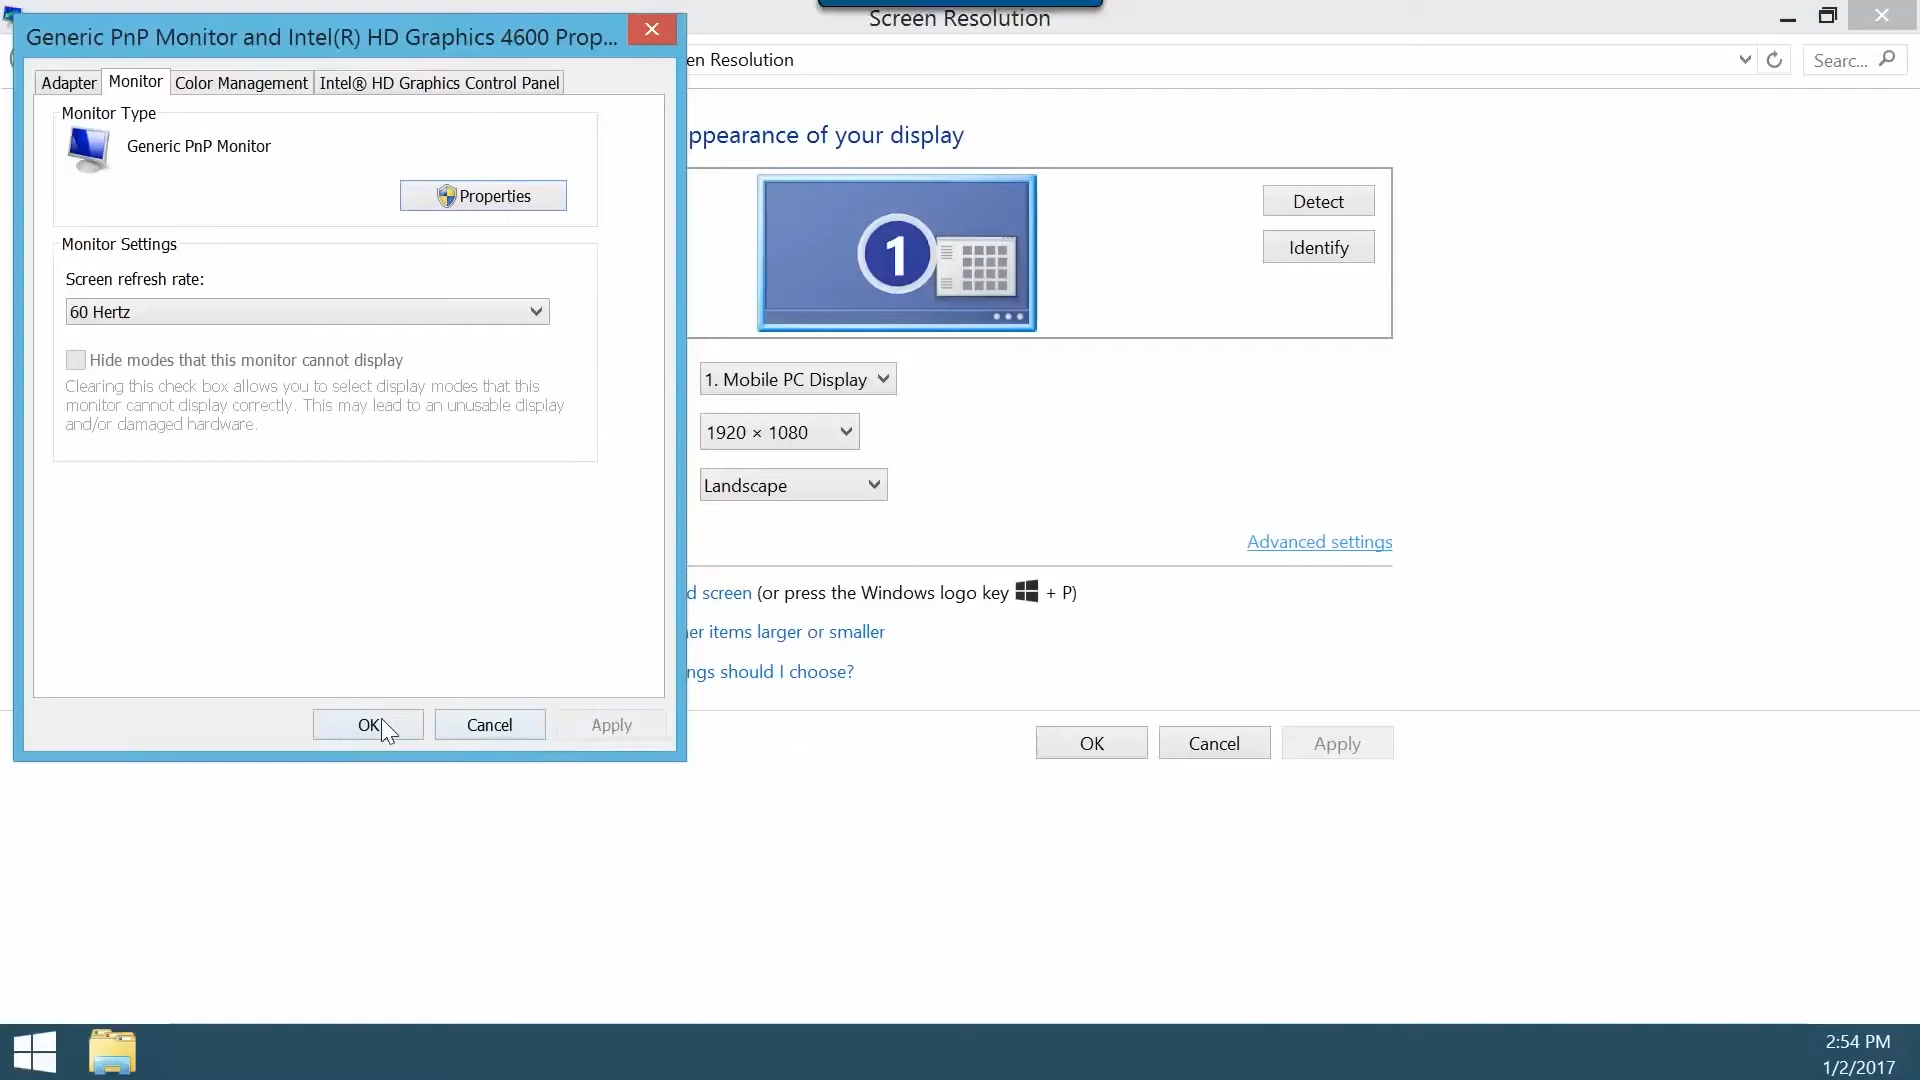 Screen Resolution
Generic PnP Monitor and Intel(R) HD Graphics 4600 Prop...
en Resolution
Searc...
Adapter
Monitor
Color Management
Intel® HD Graphics Control Panel
Monitor Type
Generic PnP Monitor
Properties
Monitor Settings
Screen refresh rate:
60 Hertz
Hide modes that this monitor cannot display
Clearing this check box allows you to select display modes that this
monitor cannot display correctly. This may lead to an unusable display
and/or damaged hardware.
OK
Cancel
Apply
ppearance of your display
1
Detect
Identify
1. Mobile PC Display
1920 × 1080
Landscape
Advanced settings
d screen (or press the Windows logo key + P)
er items larger or smaller
ngs should I choose?
OK
Cancel
Apply
2:54 PM
1/2/2017